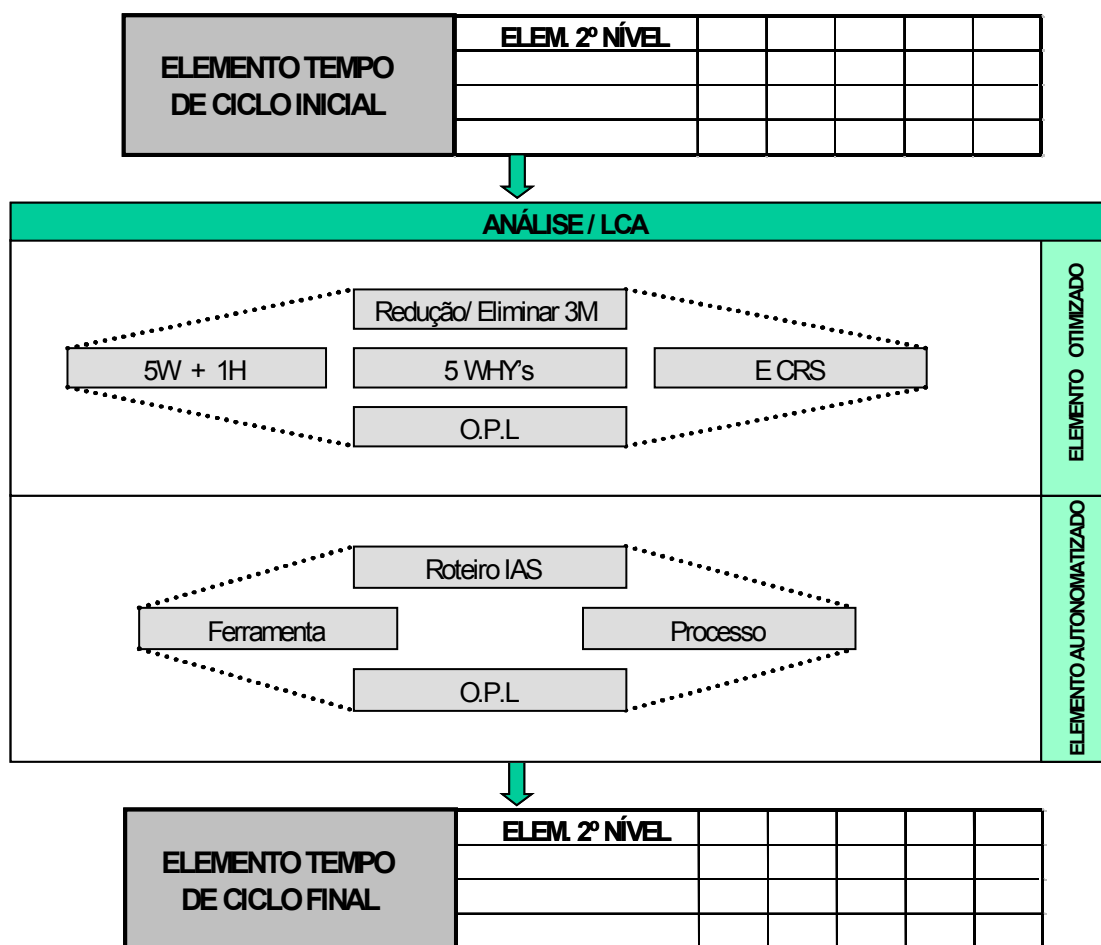 ELEMENTO TEMPO
DE CICLO INICIAL
ELEM. 2º NÍVEL
ANÁLISE / LCA
Redução/ Eliminar 3M
5W + 1H
5 WHY's
E CRS
O.P.L
ELEMENTO OTIMIZADO
Roteiro IAS
Ferramenta
Processo
O.P.L
ELEMENTO AUTONOMATIZADO
ELEMENTO TEMPO
DE CICLO FINAL
ELEM. 2º NÍVEL